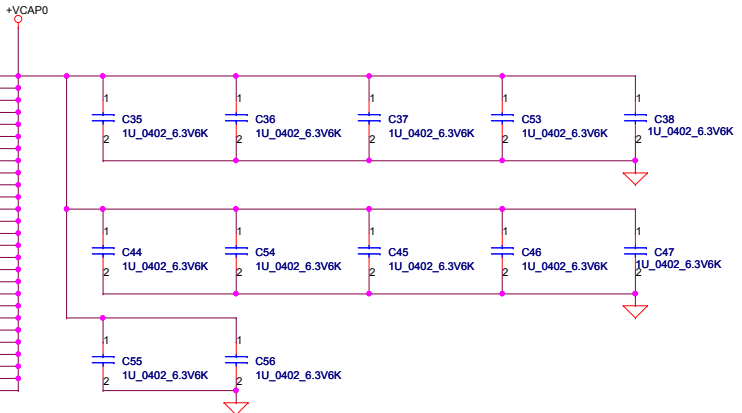 +VCAP0
1 1 1 1 1
C35 C36 C37 C53 C38
1U_0402_6.3V6K 1U_0402_6.3V6K 1U_0402_6.3V6K 1U_0402_6.3V6K 1U_0402_6.3V6K
2 2 2 2 2
1 1 1 1 1
C44 C54 C45 C46 C47
1U_0402_6.3V6K 1U_0402_6.3V6K 1U_0402_6.3V6K 1U_0402_6.3V6K 1U_0402_6.3V6K
2 2 2 2 2
1 1
C55 C56
1U_0402_6.3V6K 1U_0402_6.3V6K
2 2